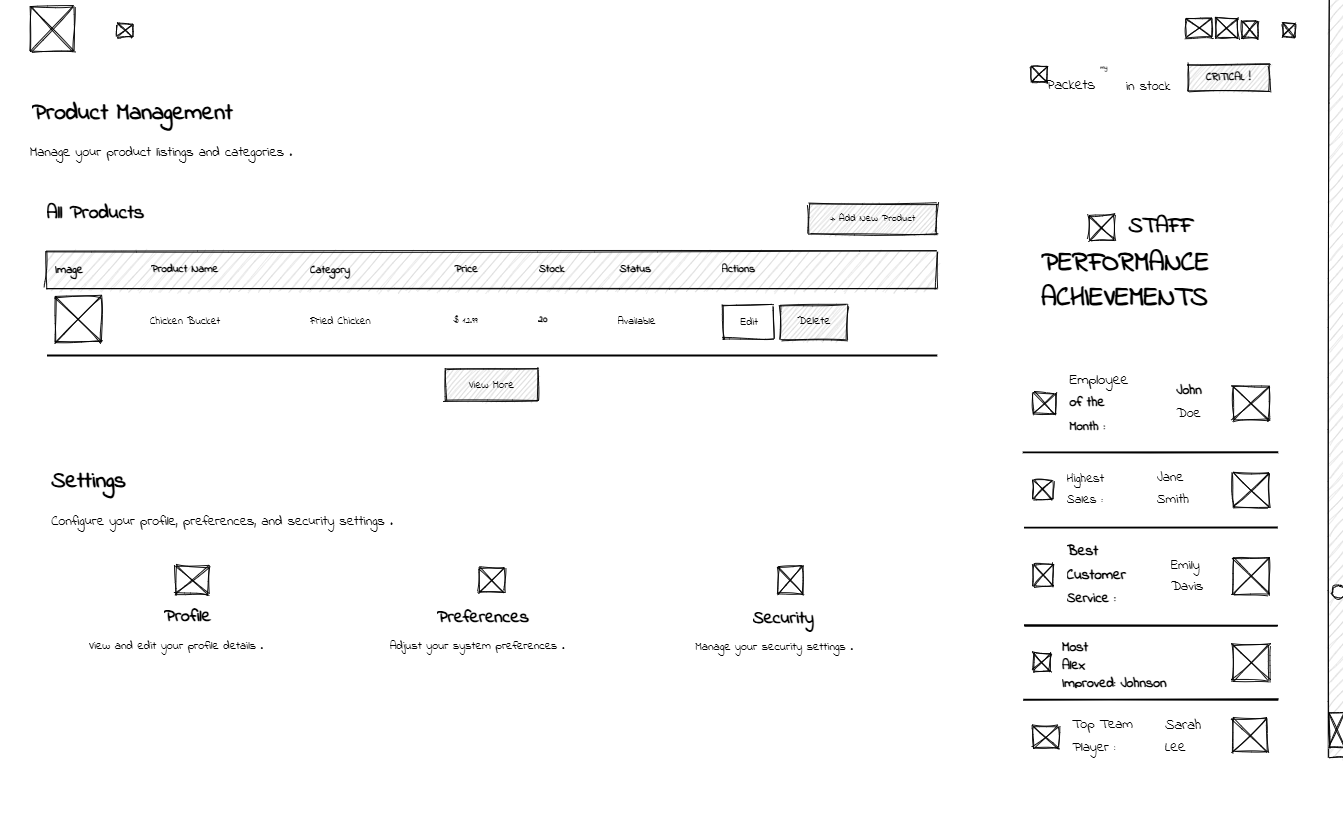 Packets in stock CRITICAL !
Product Management
Manage your product listings and categories .
All Products
+ Add New Product
Image Product Name Category Price Stock Status Actions
Chicken Bucket Fried Chicken $ 12.99 20 Available Edit Delete
View More
Settings
Configure your profile, preferences, and security settings .
Profile
View and edit your profile details .
Preferences
Adjust your system preferences .
Security
Manage your security settings .
STAFF
PERFORMANCE
ACHIEVEMENTS
Employee
of the
Month :
John
Doe
Highest
Sales :
Jane
Smith
Best
Customer
Service :
Emily
Davis
Most
Alex
Improved: Johnson
Top Team
Player :
Sarah
Lee